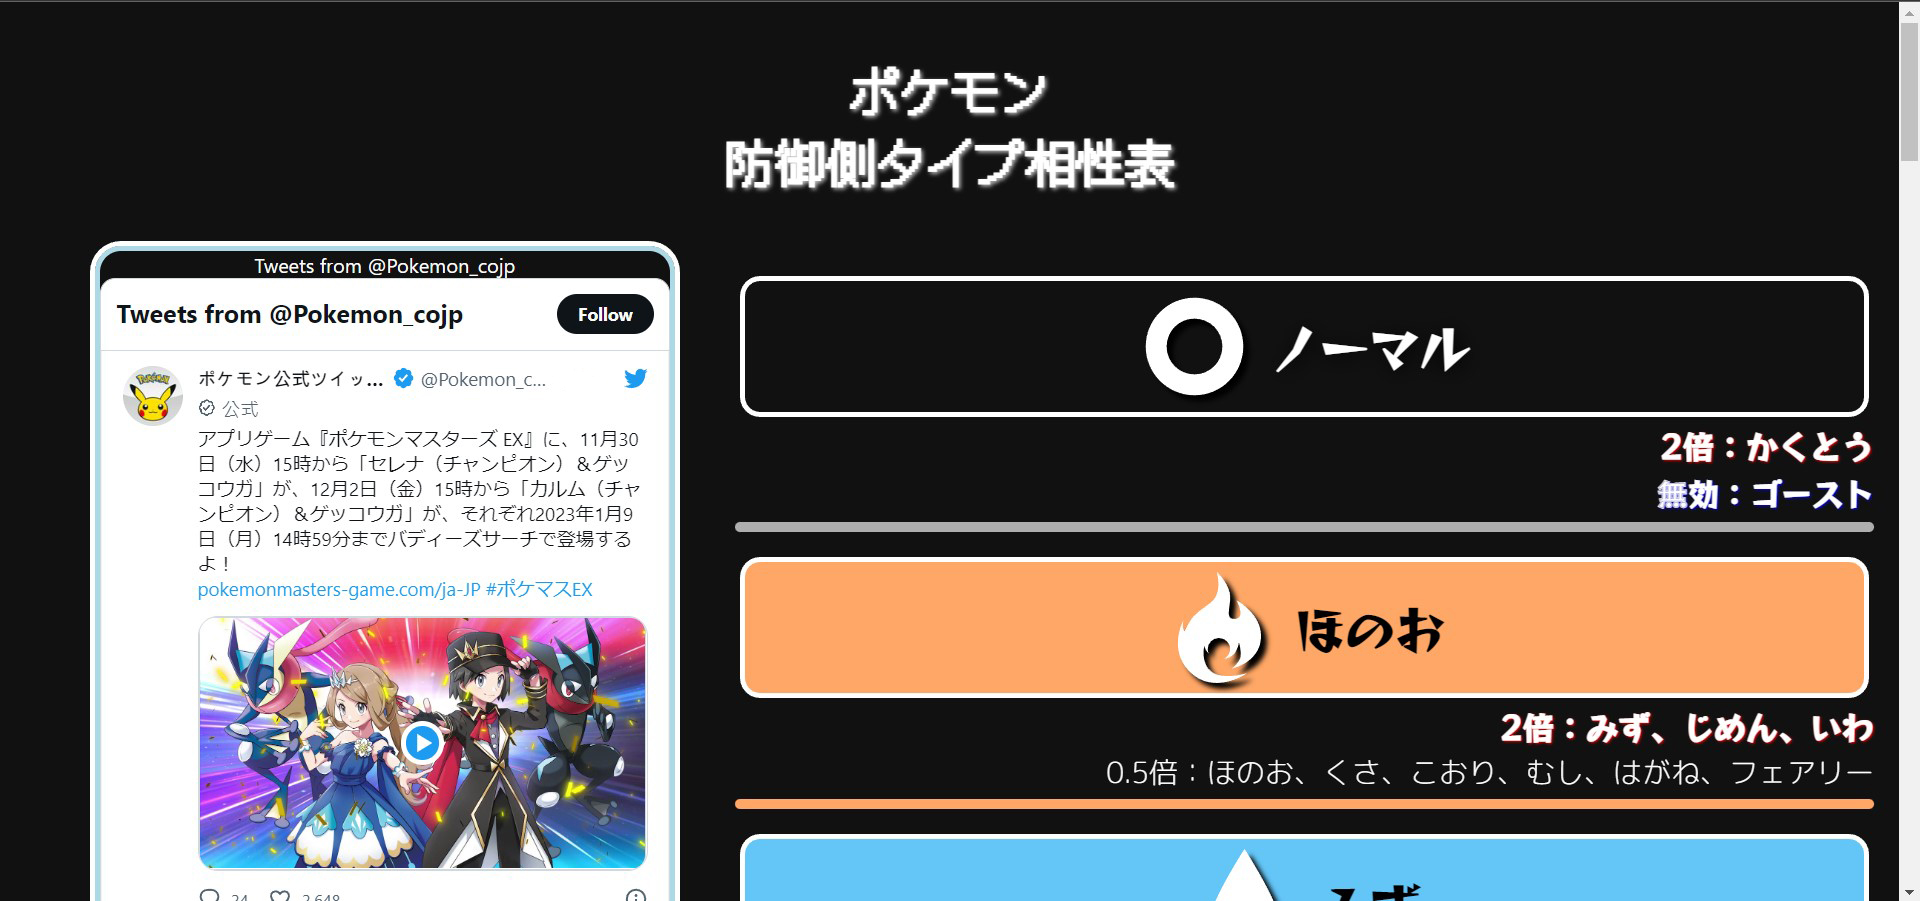 ポケモン
防御側タイプ相性表
Tweets from @Pokemon_cojp
Tweets from @Pokemon_cojp
Follow
ポケモン公式ツイッ... @Pokemon_c...
公式
アプリゲーム『ポケモンマスターズ EX』に、11月30
日（水）15時から「セレナ（チャンピオン）＆ゲッ
コウガ」が、12月2日（金）15時から「カルム（チャ
ンピオン）＆ゲッコウガ」が、それぞれ2023年1月9
日（月）14時59分までバディーズサーチで登場する
よ！
pokemonmasters-game.com/ja-JP #ポケマスEX
24 2,648
ノーマル
2倍：かくとう
無効：ゴースト
ほのお
2倍：みず、じめん、いわ
0.5倍：ほのお、くさ、こおり、むし、はがね、フェアリー
みず